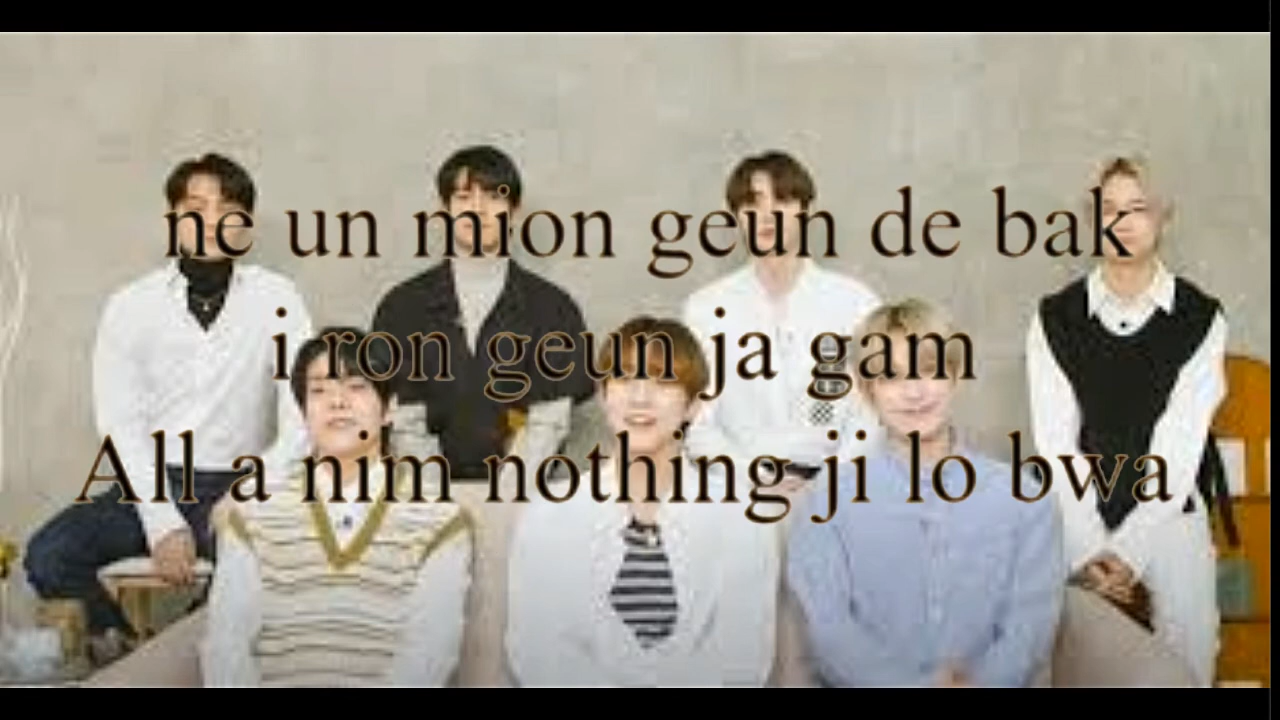 ne un mion geun de bak
i ron geun ja gam
All a nim nothing ji lo bwa